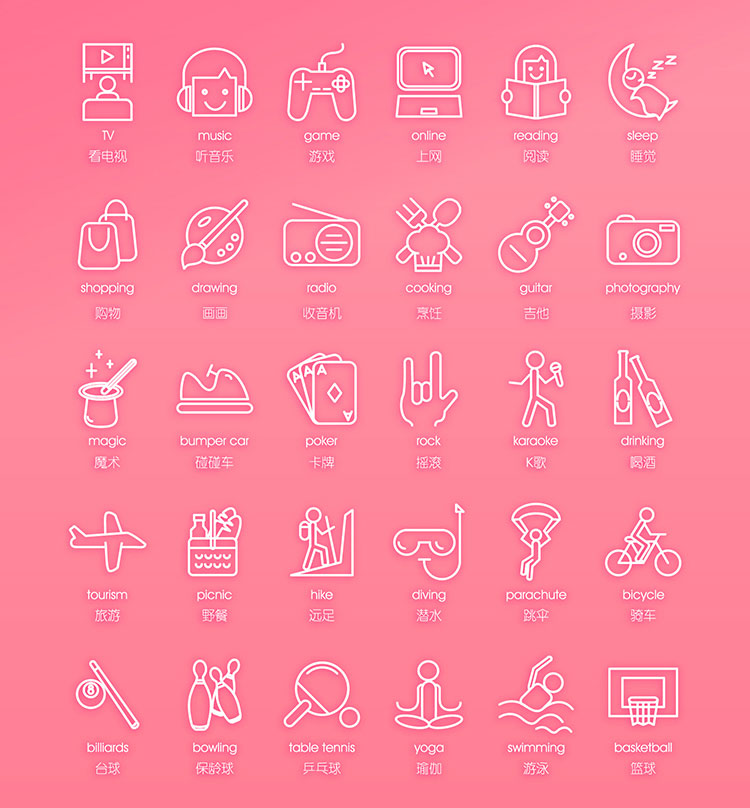 TV music game online reading sleep
看电视 听音乐 游戏 上网 阅读 睡觉
shopping drawing radio cooking guitar photography
购物 画画 收音机 烹饪 吉他 摄影
magic bumper car poker rock karaoke drinking
魔术 碰碰车 卡牌 摇滚 K歌 喝酒
tourism picnic hike diving parachute bicycle
旅游 野餐 远足 潜水 跳伞 骑车
8
billiards bowling table tennis yoga swimming basketball
台球 保龄球 乒乓球 瑜伽 游泳 篮球